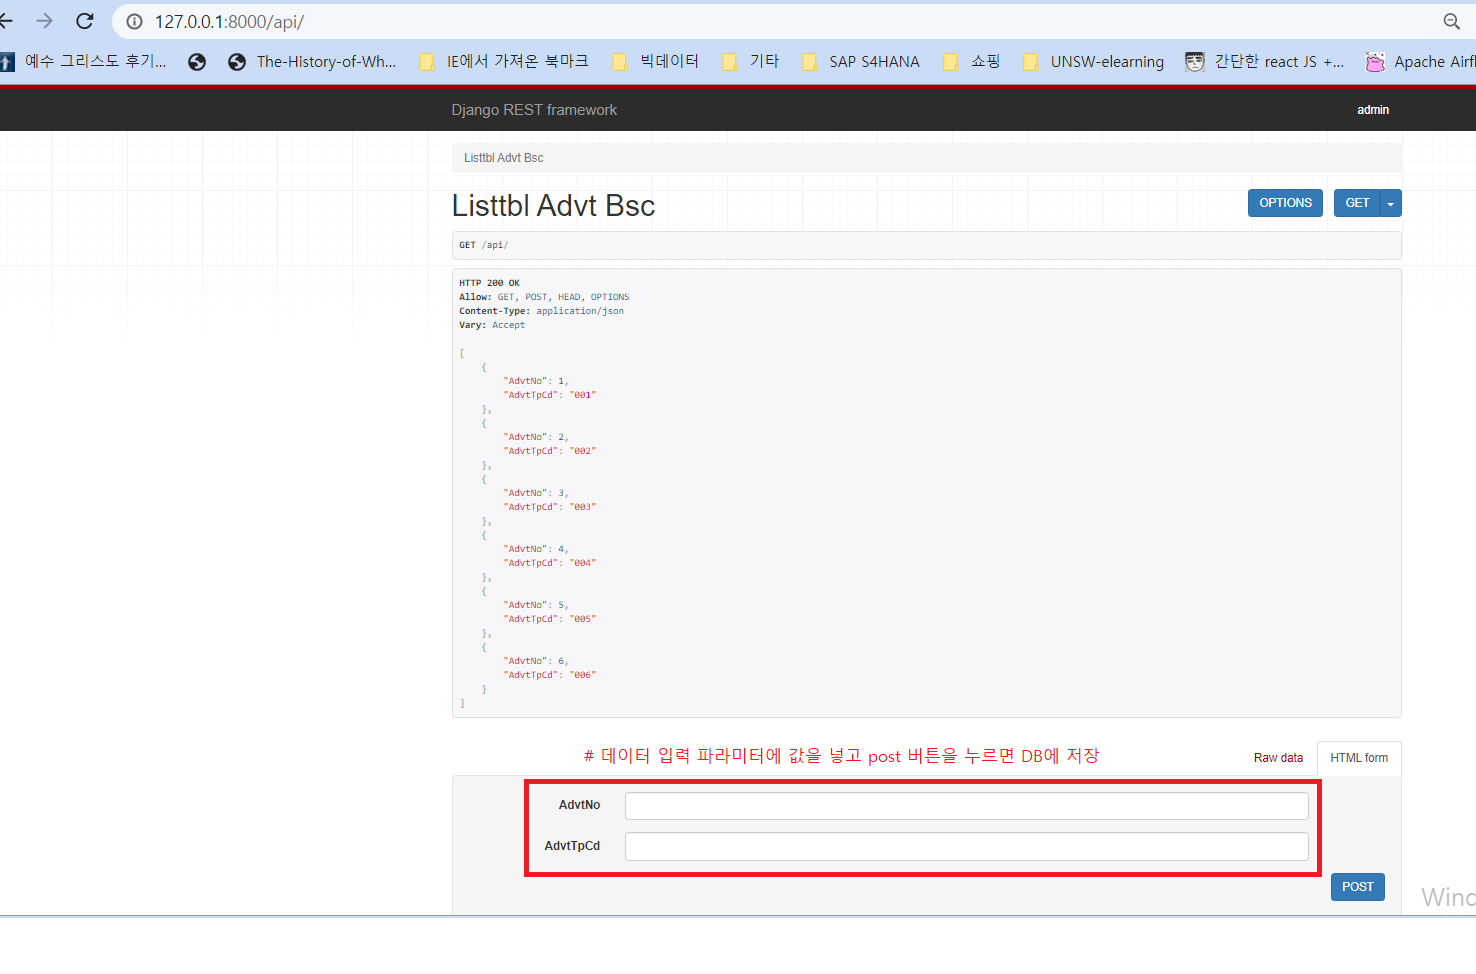 127.0.0.1:8000/api/
예수 그리스도 후기... The-History-of-Wh... IE에서 가져온 북마크 빅데이터 기타 SAP S4HANA 쇼핑 UNSW-elearning 간단한 react JS +... Apache Airfl
Django REST framework admin
Listtbl Advt Bsc
Listtbl Advt Bsc OPTIONS GET
GET /api/
HTTP 200 OK
Allow: GET, POST, HEAD, OPTIONS
Content-Type: application/json
Vary: Accept
[
{
"AdvtNo": 1,
"AdvtTpCd": "001"
},
{
"AdvtNo": 2,
"AdvtTpCd": "002"
},
{
"AdvtNo": 3,
"AdvtTpCd": "003"
},
{
"AdvtNo": 4,
"AdvtTpCd": "004"
},
{
"AdvtNo": 5,
"AdvtTpCd": "005"
},
{
"AdvtNo": 6,
"AdvtTpCd": "006"
}
]
# 데이터 입력 파라미터에 값을 넣고 post 버튼을 누르면 DB에 저장 Raw data HTML form
AdvtNo
AdvtTpCd
POST
Wind